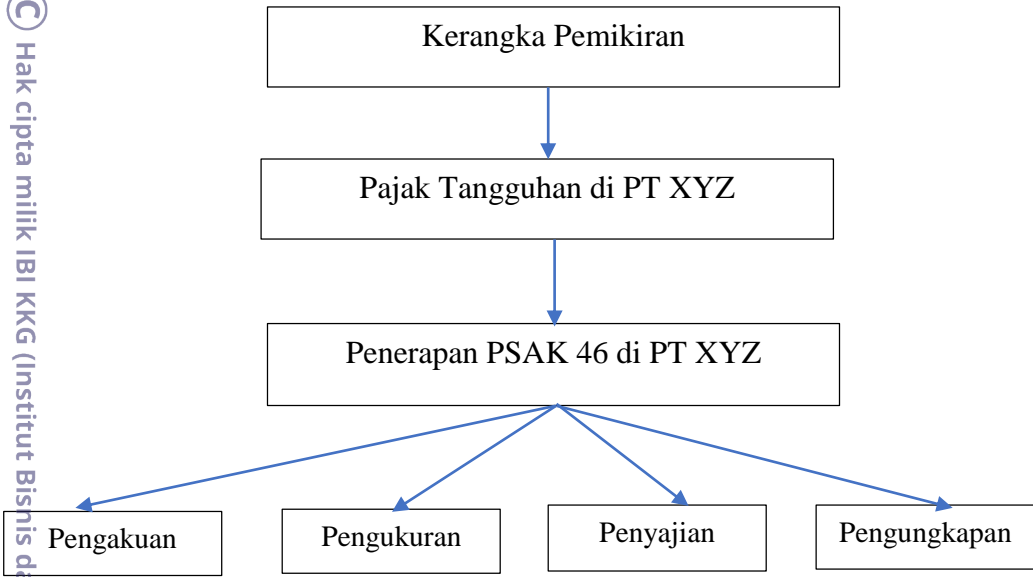 Kerangka Pemikiran
Pajak Tangguhan di PT XYZ
Penerapan PSAK 46 di PT XYZ
Pengakuan
Pengukuran
Penyajian
Pengungkapan
© Hak cipta milik IBI KKG (Institut Bisnis da